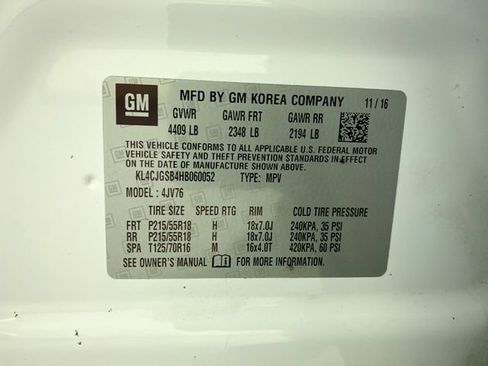 GM
MFD BY GM KOREA COMPANY 11 / 16
GVWR GAWR FRT GAWR RR
4409 LB 2348 LB 2194 LB
THIS VEHICLE CONFORMS TO ALL APPLICABLE U.S. FEDERAL MOTOR
VEHICLE SAFETY AND THEFT PREVENTION STANDARDS IN EFFECT
ON THE DATE OF MANUFACTURE SHOWN ABOVE.
KL4CJGSB4HB060052 TYPE: MPV
MODEL : 4JV76
TIRE SIZE SPEED RTG RIM COLD TIRE PRESSURE
FRT P215/55R18 H 18x7.0J 240KPA, 35 PSI
RR P215/55R18 H 18x7.0J 240KPA, 35 PSI
SPA T125/70R16 M 16x4.0T 420KPA, 60 PSI
SEE OWNER'S MANUAL FOR MORE INFORMATION.